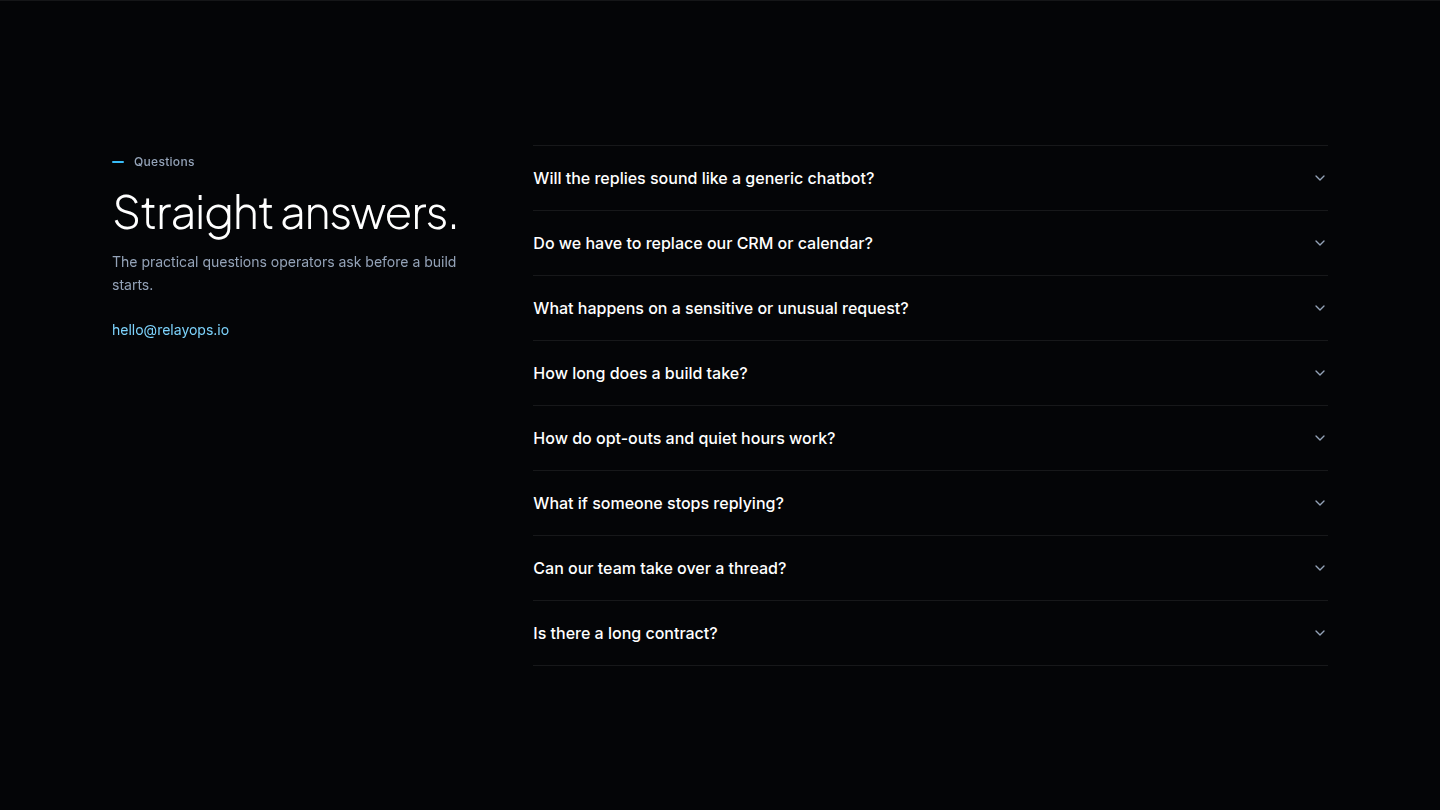 Questions
Straight answers.
The practical questions operators ask before a build
starts.
hello@relayops.io
Will the replies sound like a generic chatbot?
Do we have to replace our CRM or calendar?
What happens on a sensitive or unusual request?
How long does a build take?
How do opt-outs and quiet hours work?
What if someone stops replying?
Can our team take over a thread?
Is there a long contract?